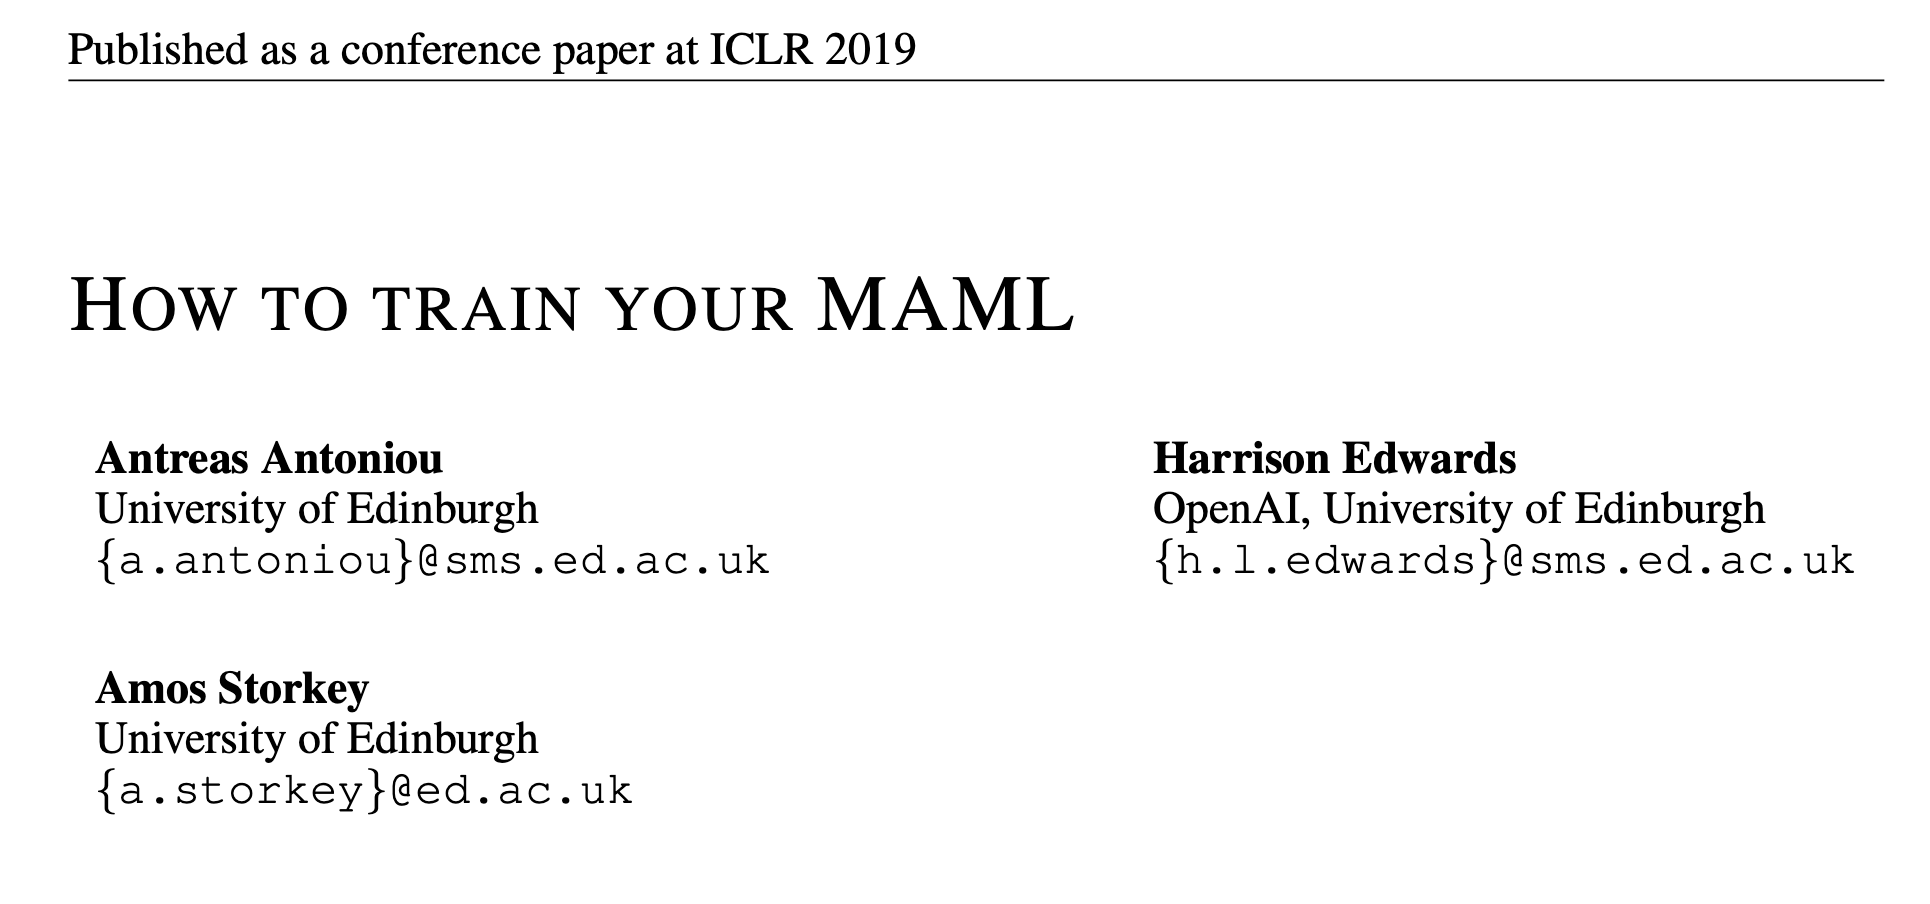 Published as a conference paper at ICLR 2019
HOW TO TRAIN YOUR MAML
Antreas Antoniou
University of Edinburgh
{a.antoniou}@sms.ed.ac.uk
Harrison Edwards
OpenAI, University of Edinburgh
{h.l.edwards}@sms.ed.ac.uk
Amos Storkey
University of Edinburgh
{a.storkey}@ed.ac.uk